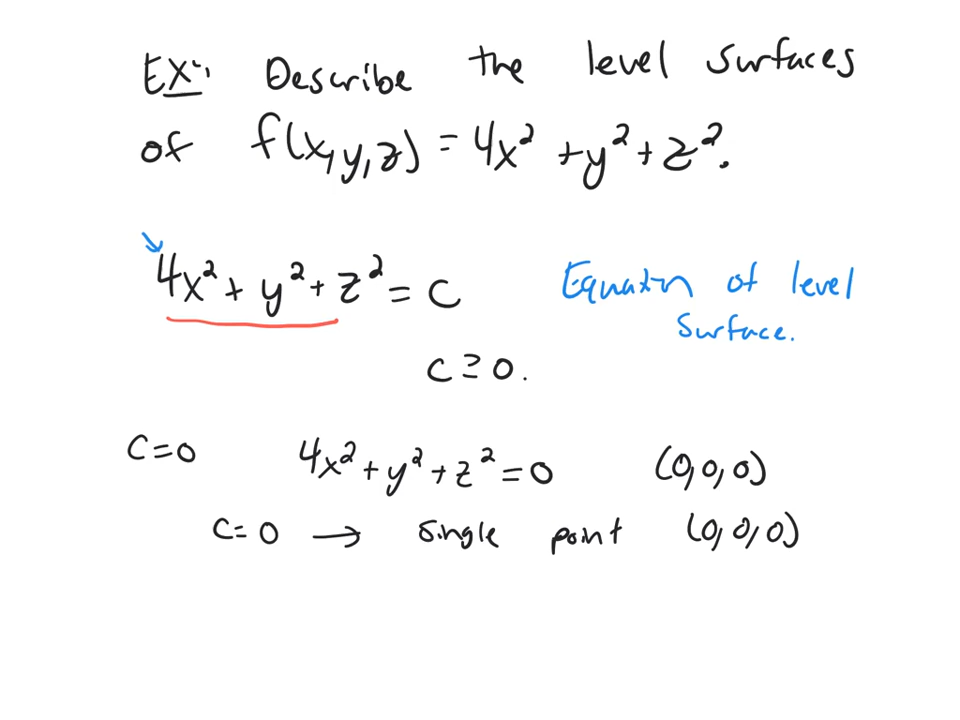 Ex: Describe the level surfaces
of f(x,y,z) = 4x² + y² + z².
4x² + y² + z² = c
Equation of level
surface.
c ≥ 0.
c=0 4x² + y² + z² = 0 (0,0,0)
c=0 → single point (0,0,0)